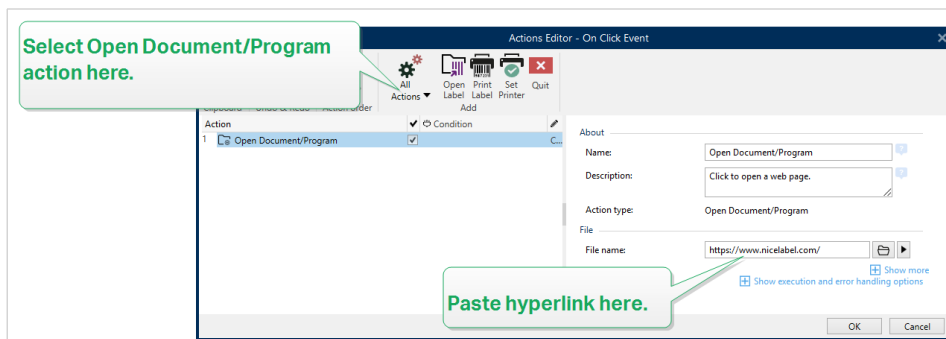 Select Open Document/Program
action here.
Actions Editor - On Click Event
All
Actions
Open
Label
Print
Label
Set
Printer
Quit
Add
Action
Condition
1 Open Document/Program
C...
About
Name:
Open Document/Program
Description:
Click to open a web page.
Action type:
Open Document/Program
File
File name:
https://www.nicelabel.com/
Show more
Show execution and error handling options
Paste hyperlink here.
OK
Cancel